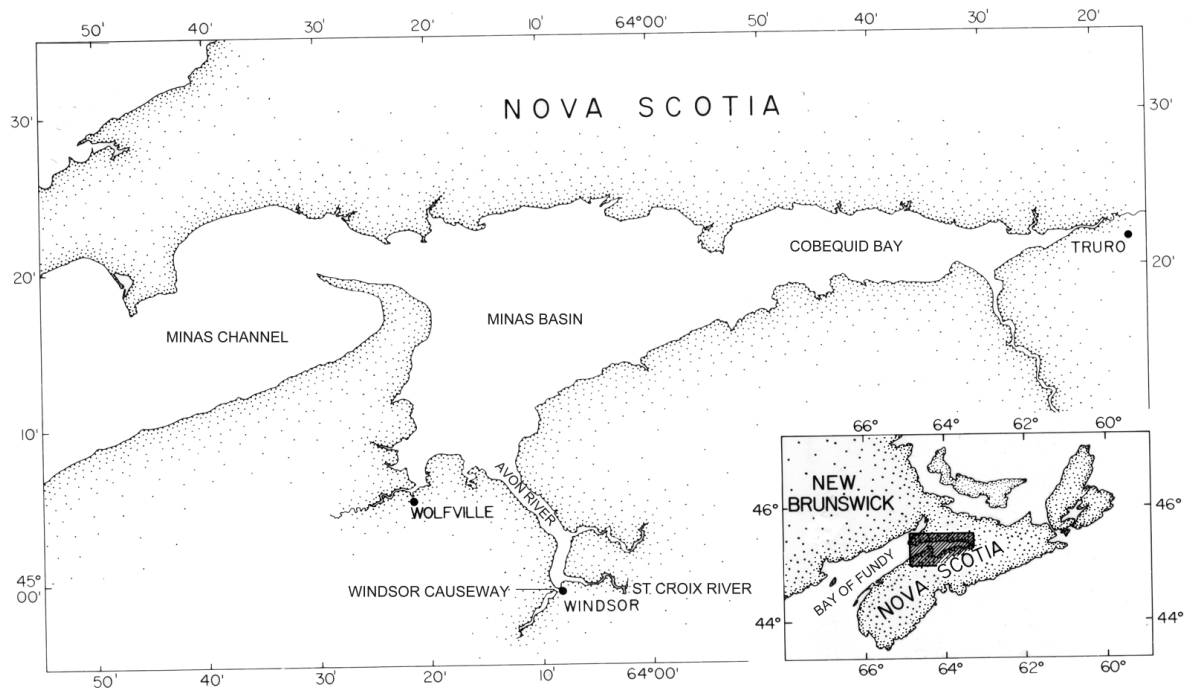 50' 40' 30' 20' 10' 64°00' 50' 40' 30' 20'
NOVA SCOTIA
30' 30'
COBEQUID BAY
TRURO
20' 20'
MINAS CHANNEL
MINAS BASIN
10'
AVON RIVER
WOLFVILLE
45°
00'
WINDSOR CAUSEWAY
ST. CROIX RIVER
WINDSOR
50' 40' 30' 20' 10' 64°00'
66° 64° 62° 60°
NEW
BRUNSWICK
46° 46°
BAY OF FUNDY
NOVA SCOTIA
44° 44°
66° 64° 62° 60°